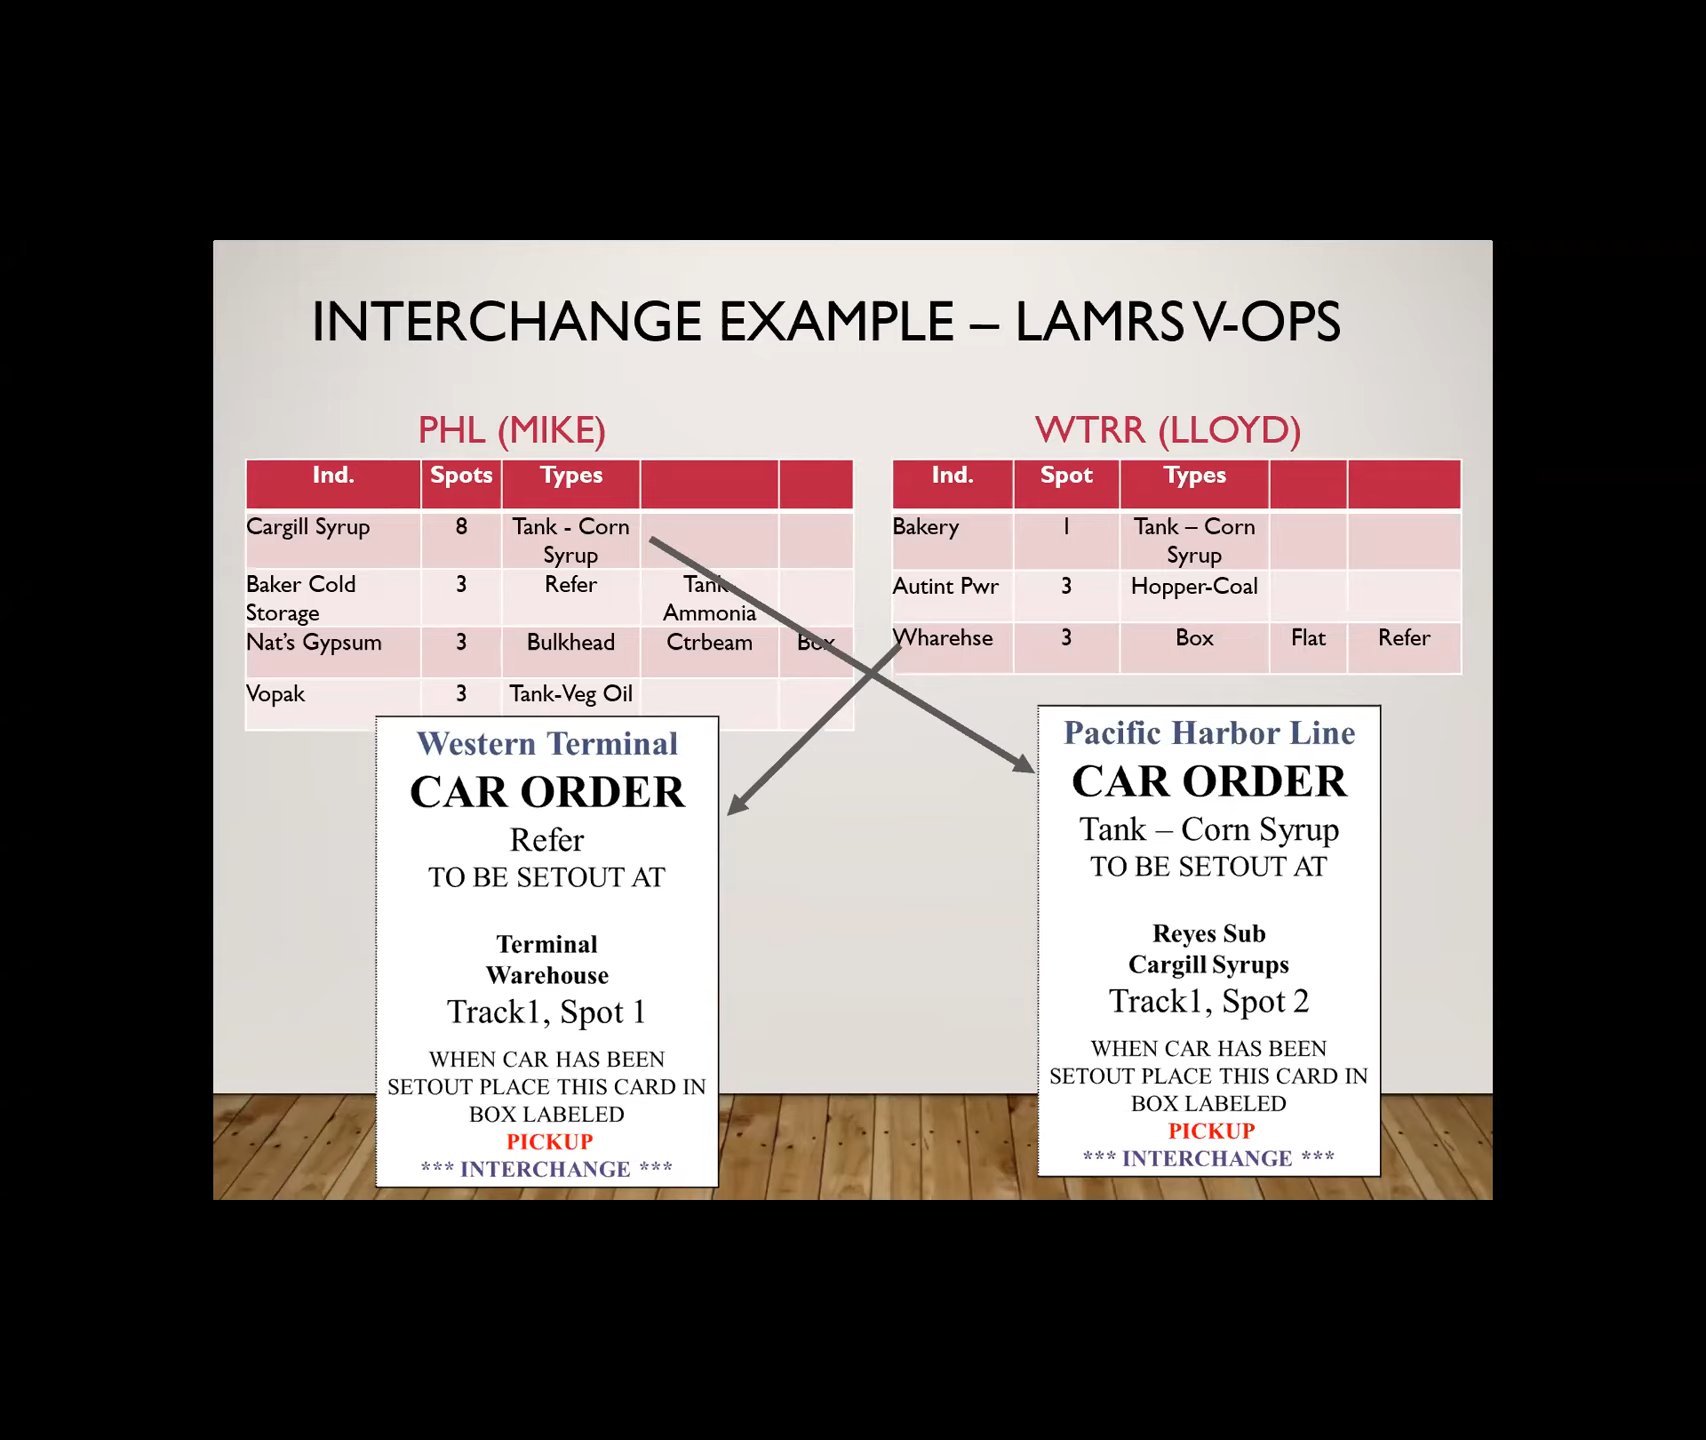 INTERCHANGE EXAMPLE – LAMRS V-OPS
PHL (MIKE)
Ind. Spots Types
Cargill Syrup 8 Tank - Corn
Syrup
Baker Cold 3 Refer Tank-
Storage Ammonia
Nat's Gypsum 3 Bulkhead Ctrbeam Box
Vopak 3 Tank-Veg Oil
WTRR (LLOYD)
Ind. Spot Types
Bakery 1 Tank – Corn
Syrup
Autint Pwr 3 Hopper-Coal
Wharehse 3 Box Flat Refer
Western Terminal
CAR ORDER
Refer
TO BE SETOUT AT
Terminal
Warehouse
Track1, Spot 1
WHEN CAR HAS BEEN
SETOUT PLACE THIS CARD IN
BOX LABELED
PICKUP
*** INTERCHANGE ***
Pacific Harbor Line
CAR ORDER
Tank – Corn Syrup
TO BE SETOUT AT
Reyes Sub
Cargill Syrups
Track1, Spot 2
WHEN CAR HAS BEEN
SETOUT PLACE THIS CARD IN
BOX LABELED
PICKUP
*** INTERCHANGE ***